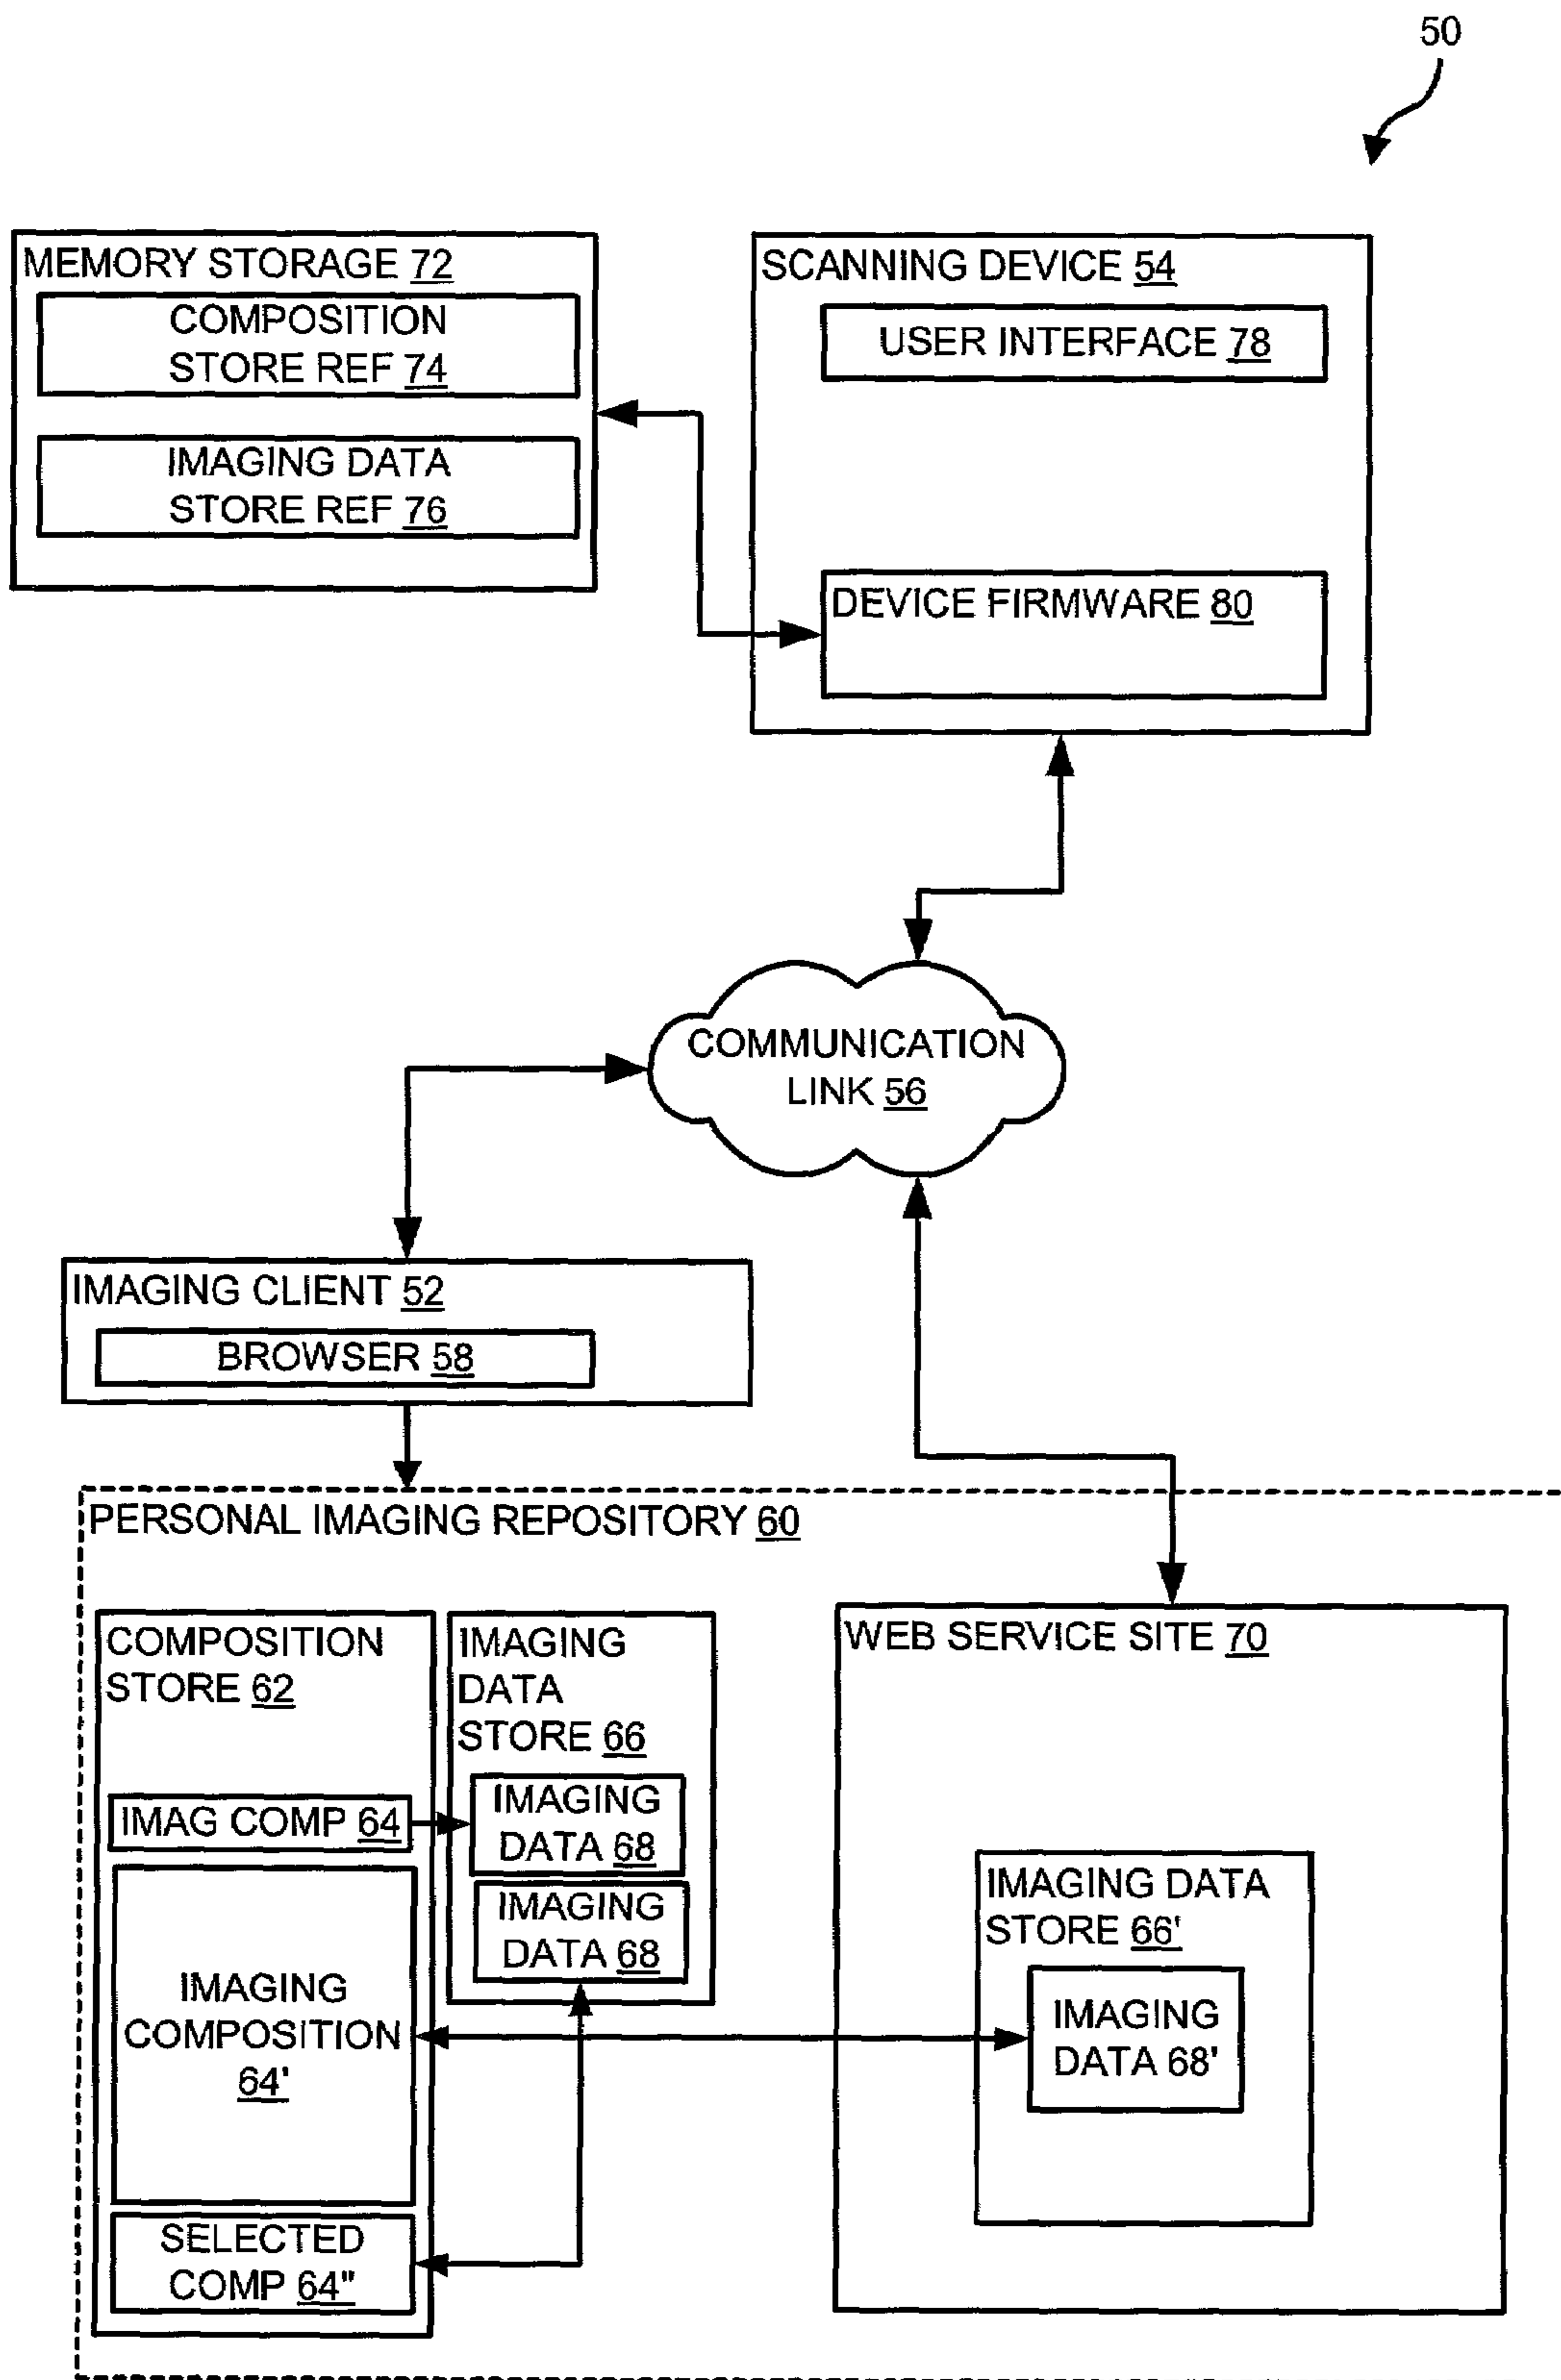 50
MEMORY STORAGE 72
COMPOSITION
STORE REF 74
IMAGING DATA
STORE REF 76
SCANNING DEVICE 54
USER INTERFACE 78
DEVICE FIRMWARE 80
COMMUNICATION
LINK 56
IMAGING CLIENT 52
BROWSER 58
PERSONAL IMAGING REPOSITORY 60
COMPOSITION
STORE 62
IMAG COMP 64
IMAGING
COMPOSITION
64'
SELECTED
COMP 64"
IMAGING
DATA
STORE 66
IMAGING
DATA 68
IMAGING
DATA 68
WEB SERVICE SITE 70
IMAGING DATA
STORE 66'
IMAGING
DATA 68'